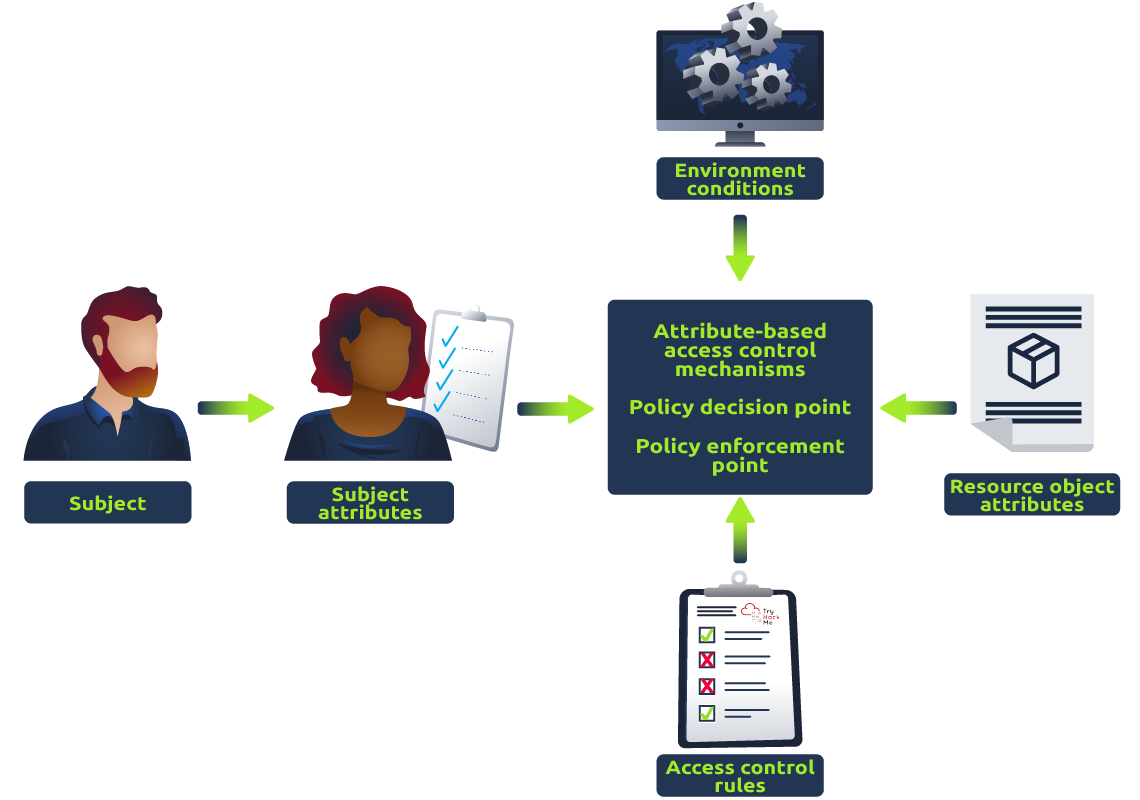 Environment
conditions
Attribute-based
access control
mechanisms
Policy decision point
Policy enforcement
point
Subject
Subject
attributes
Resource object
attributes
Try
Hack
Me
Access control
rules